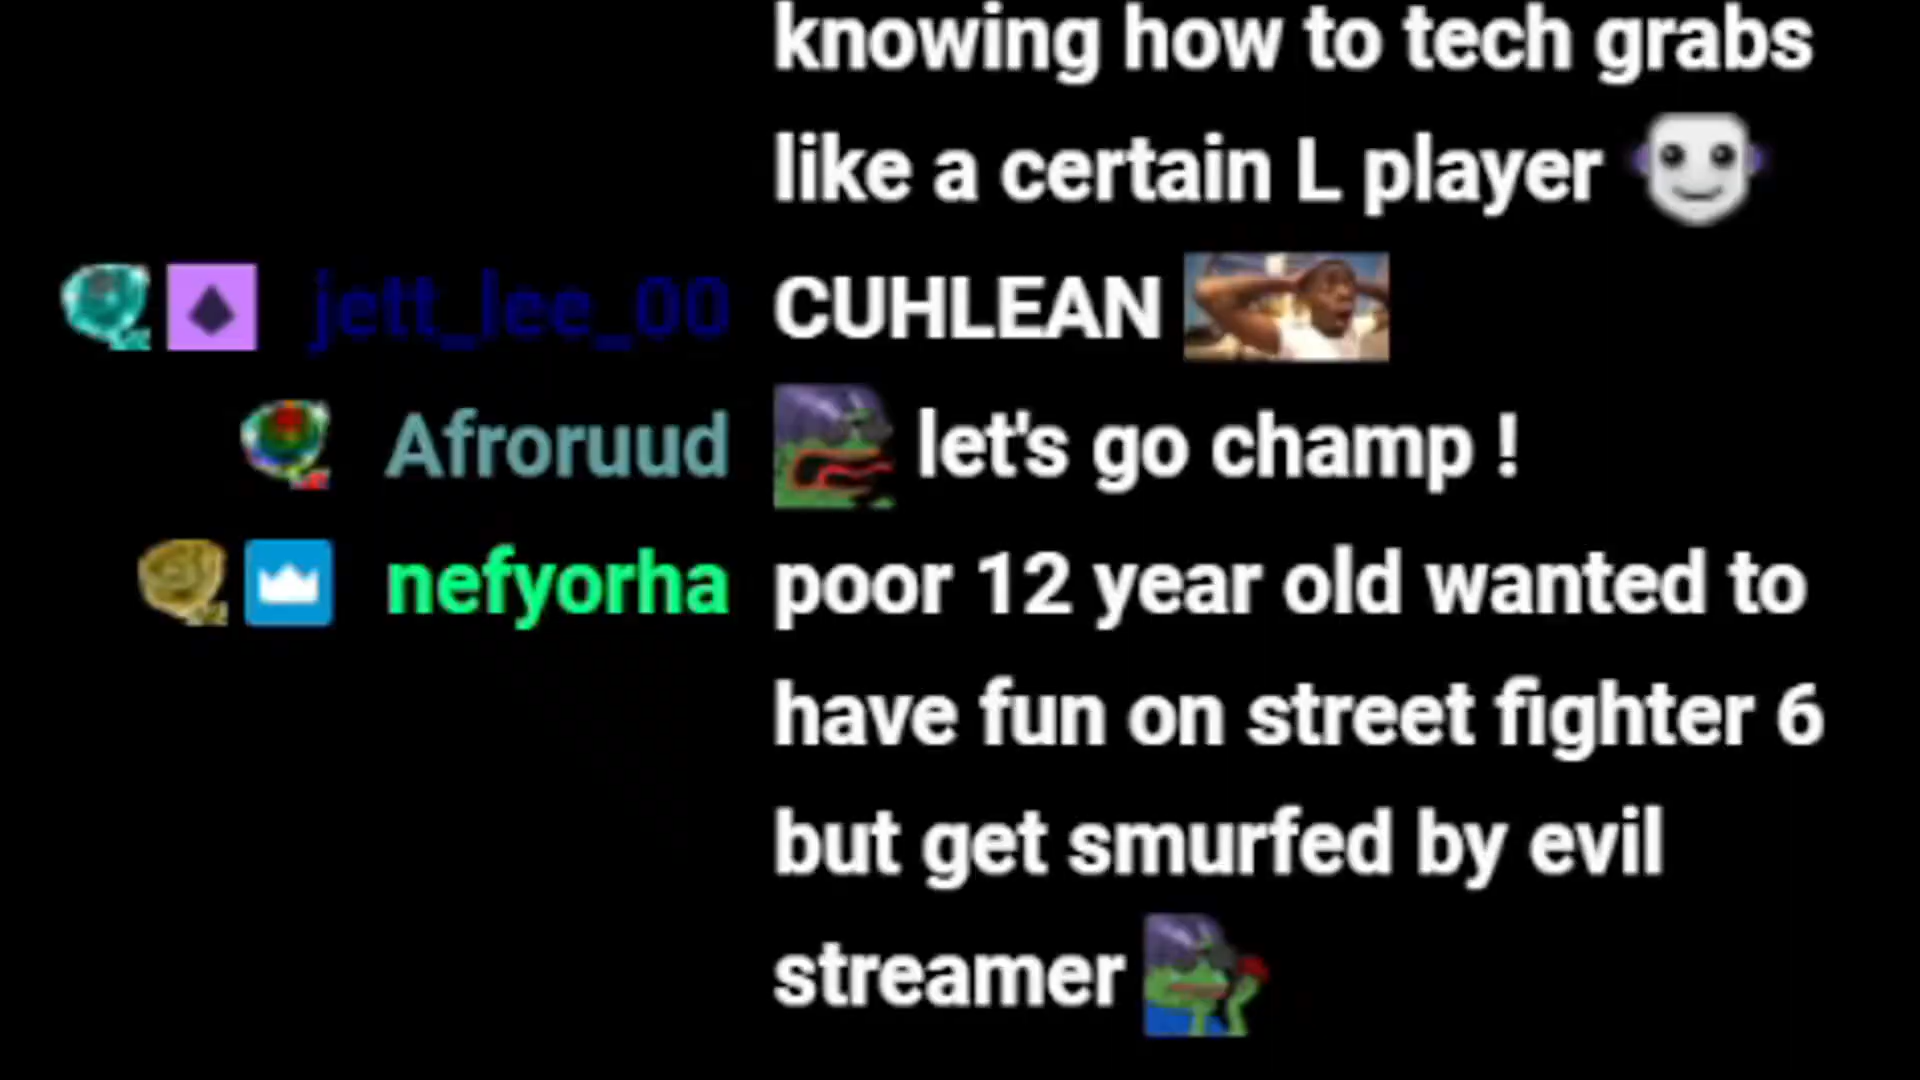 knowing how to tech grabs
like a certain L player
jett_lee_00 CUHLEAN
Afroruud let's go champ !
nefyorha poor 12 year old wanted to
have fun on street fighter 6
but get smurfed by evil
streamer